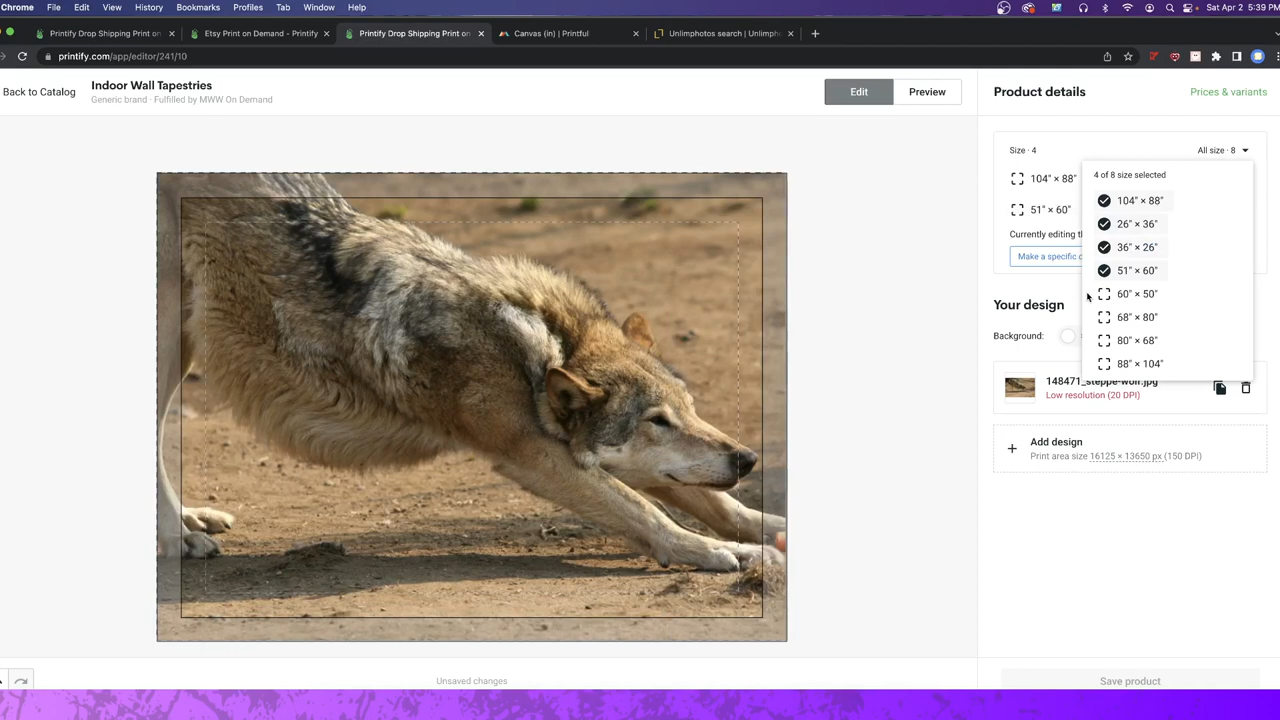 Chrome File Edit View History Bookmarks Profiles Tab Window Help Sat Apr 2 5:39 PM
Printify Drop Shipping Print on
Etsy Print on Demand - Printify
Printify Drop Shipping Print on
Canvas (in) | Printful
Unlimphotos search | Unlimph
printify.com/app/editor/241/10
Back to Catalog
Indoor Wall Tapestries
Generic brand · Fulfilled by MWW On Demand
Edit
Preview
Product details
Prices & variants
Size · 4
All size · 8
4 of 8 size selected
104" × 88"
51" × 60"
104" × 88"
26" × 36"
36" × 26"
51" × 60"
60" × 50"
68" × 80"
80" × 68"
88" × 104"
Currently editing th
Make a specific
Your design
Background:
148471_steppe-wolf.jpg
Low resolution (20 DPI)
Add design
Print area size 16125 × 13650 px (150 DPI)
Unsaved changes
Save product